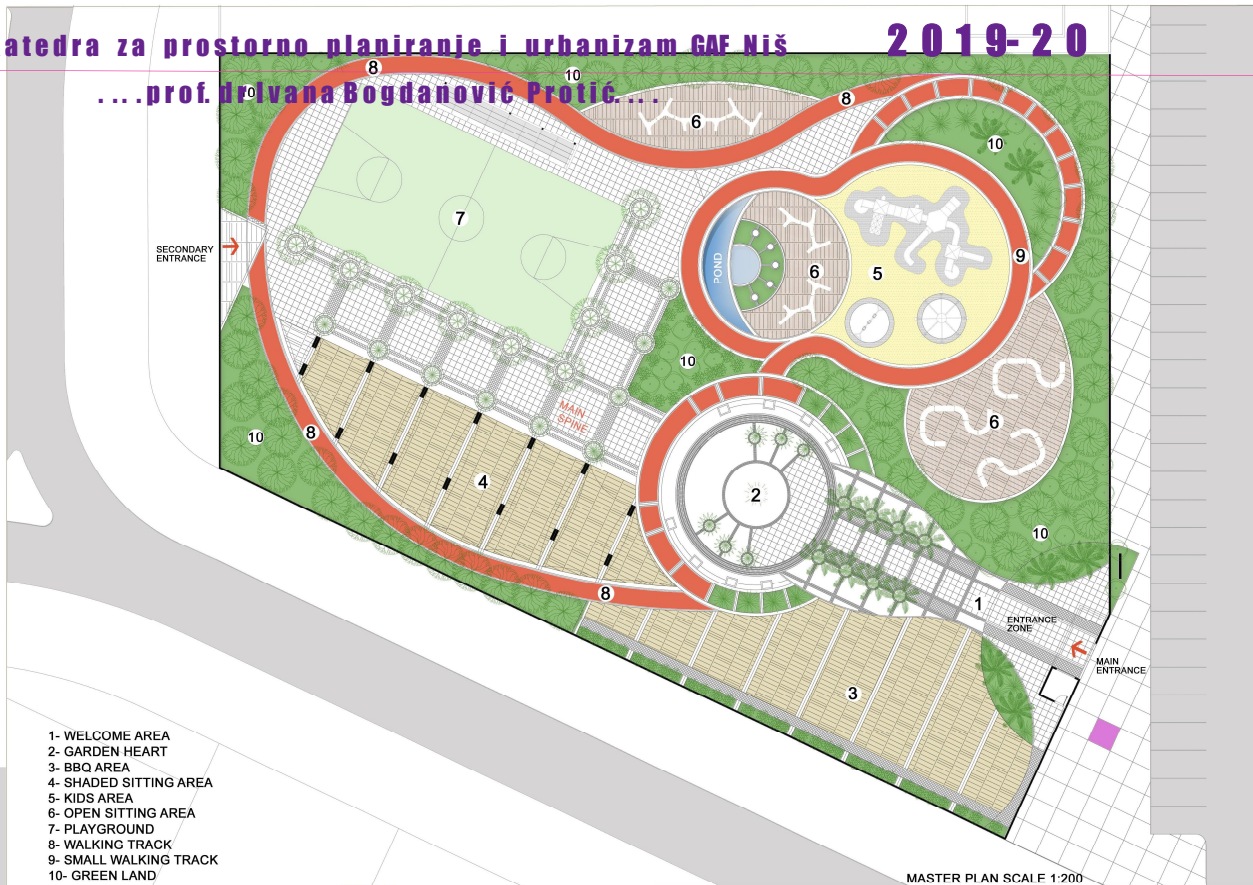 atedra za prostorno planiranje i urbanizam GAF Niš 2019-20
....prof. dr Ivana Bogdanović Protić....
8
10
10
8
6
10
7
SECONDARY
ENTRANCE
POND
6
5
9
10
MAIN
SPINE
6
10
8
4
2
10
1
ENTRANCE
ZONE
8
MAIN
ENTRANCE
3
1- WELCOME AREA
2- GARDEN HEART
3- BBQ AREA
4- SHADED SITTING AREA
5- KIDS AREA
6- OPEN SITTING AREA
7- PLAYGROUND
8- WALKING TRACK
9- SMALL WALKING TRACK
10- GREEN LAND
MASTER PLAN SCALE 1:200